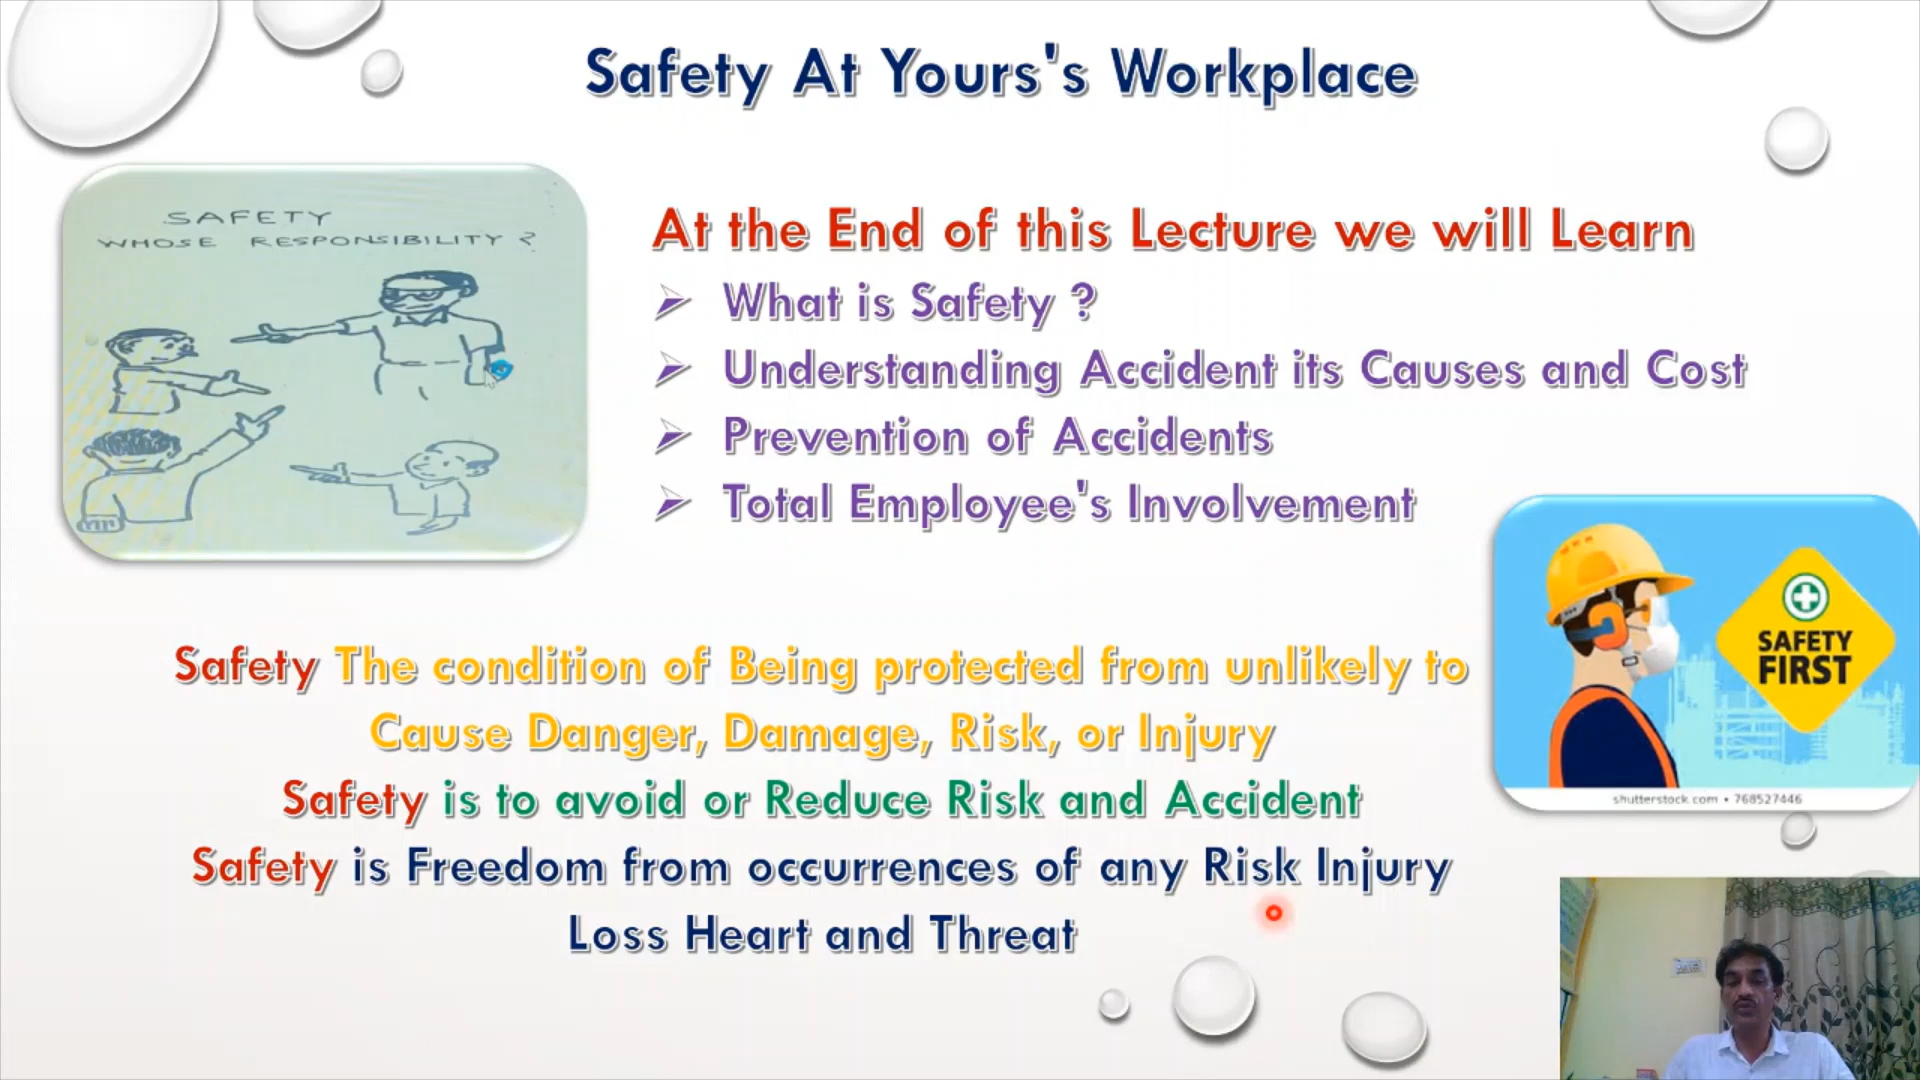 Safety At Yours's Workplace
SAFETY
WHOSE RESPONSIBILITY ?
At the End of this Lecture we will Learn
What is Safety ?
Understanding Accident its Causes and Cost
Prevention of Accidents
Total Employee's Involvement
SAFETY
FIRST
shutterstock.com • 768527446
Safety The condition of Being protected from unlikely to
Cause Danger, Damage, Risk, or Injury
Safety is to avoid or Reduce Risk and Accident
Safety is Freedom from occurrences of any Risk Injury
Loss Heart and Threat